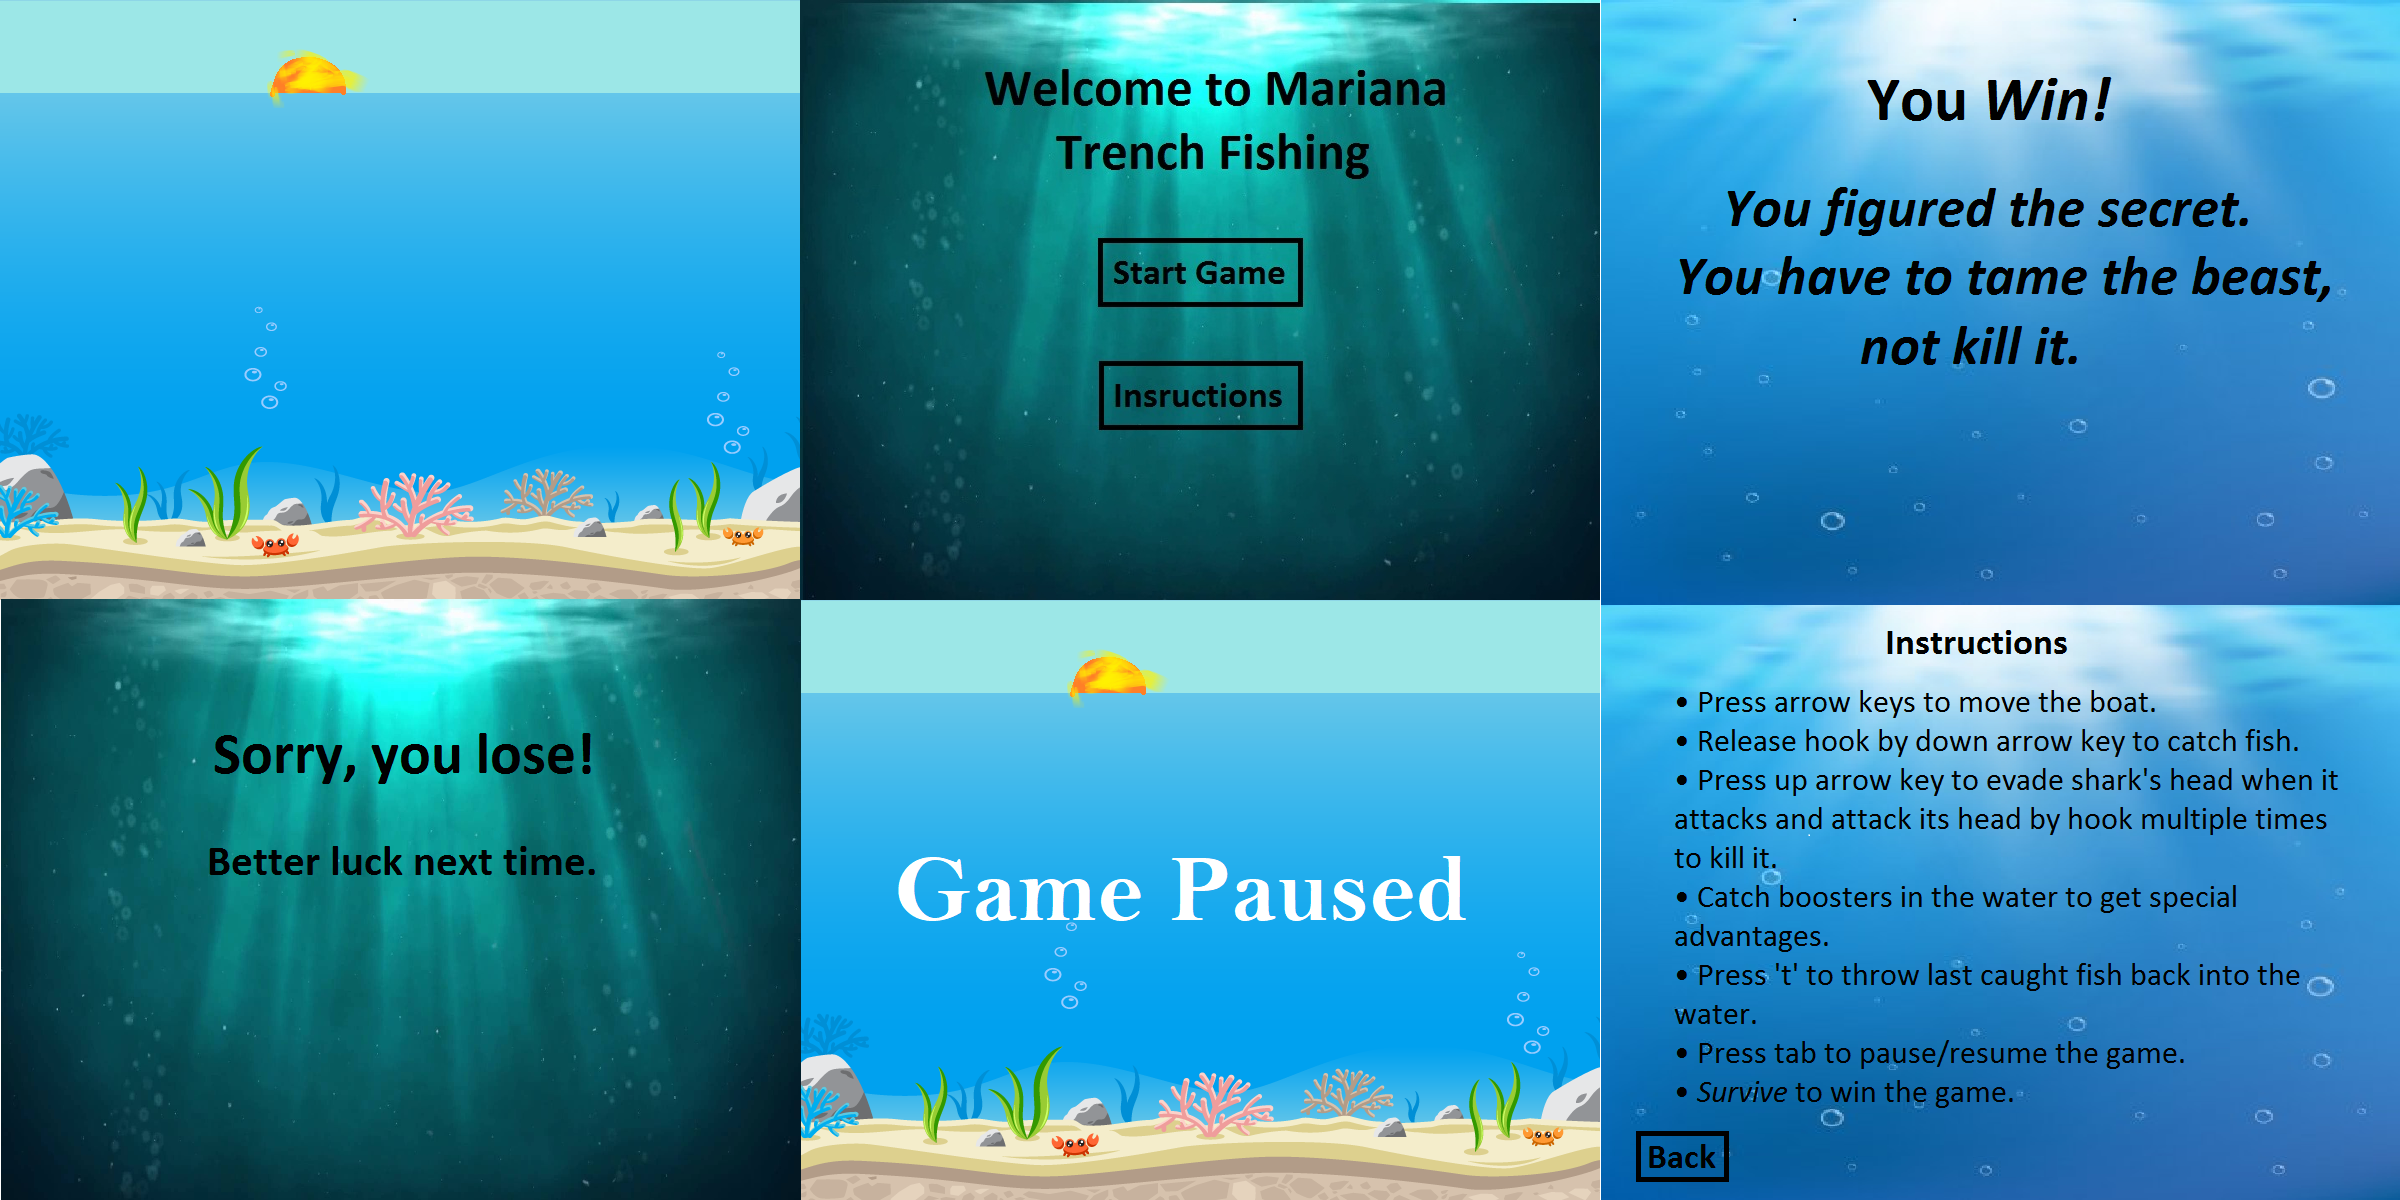 Welcome to Mariana
Trench Fishing
Start Game
Insructions
You Win!
You figured the secret.
You have to tame the beast,
not kill it.
Sorry, you lose!
Better luck next time.
Game Paused
Instructions
• Press arrow keys to move the boat.
• Release hook by down arrow key to catch fish.
• Press up arrow key to evade shark's head when it
attacks and attack its head by hook multiple times
to kill it.
• Catch boosters in the water to get special
advantages.
• Press 't' to throw last caught fish back into the
water.
• Press tab to pause/resume the game.
• Survive to win the game.
Back